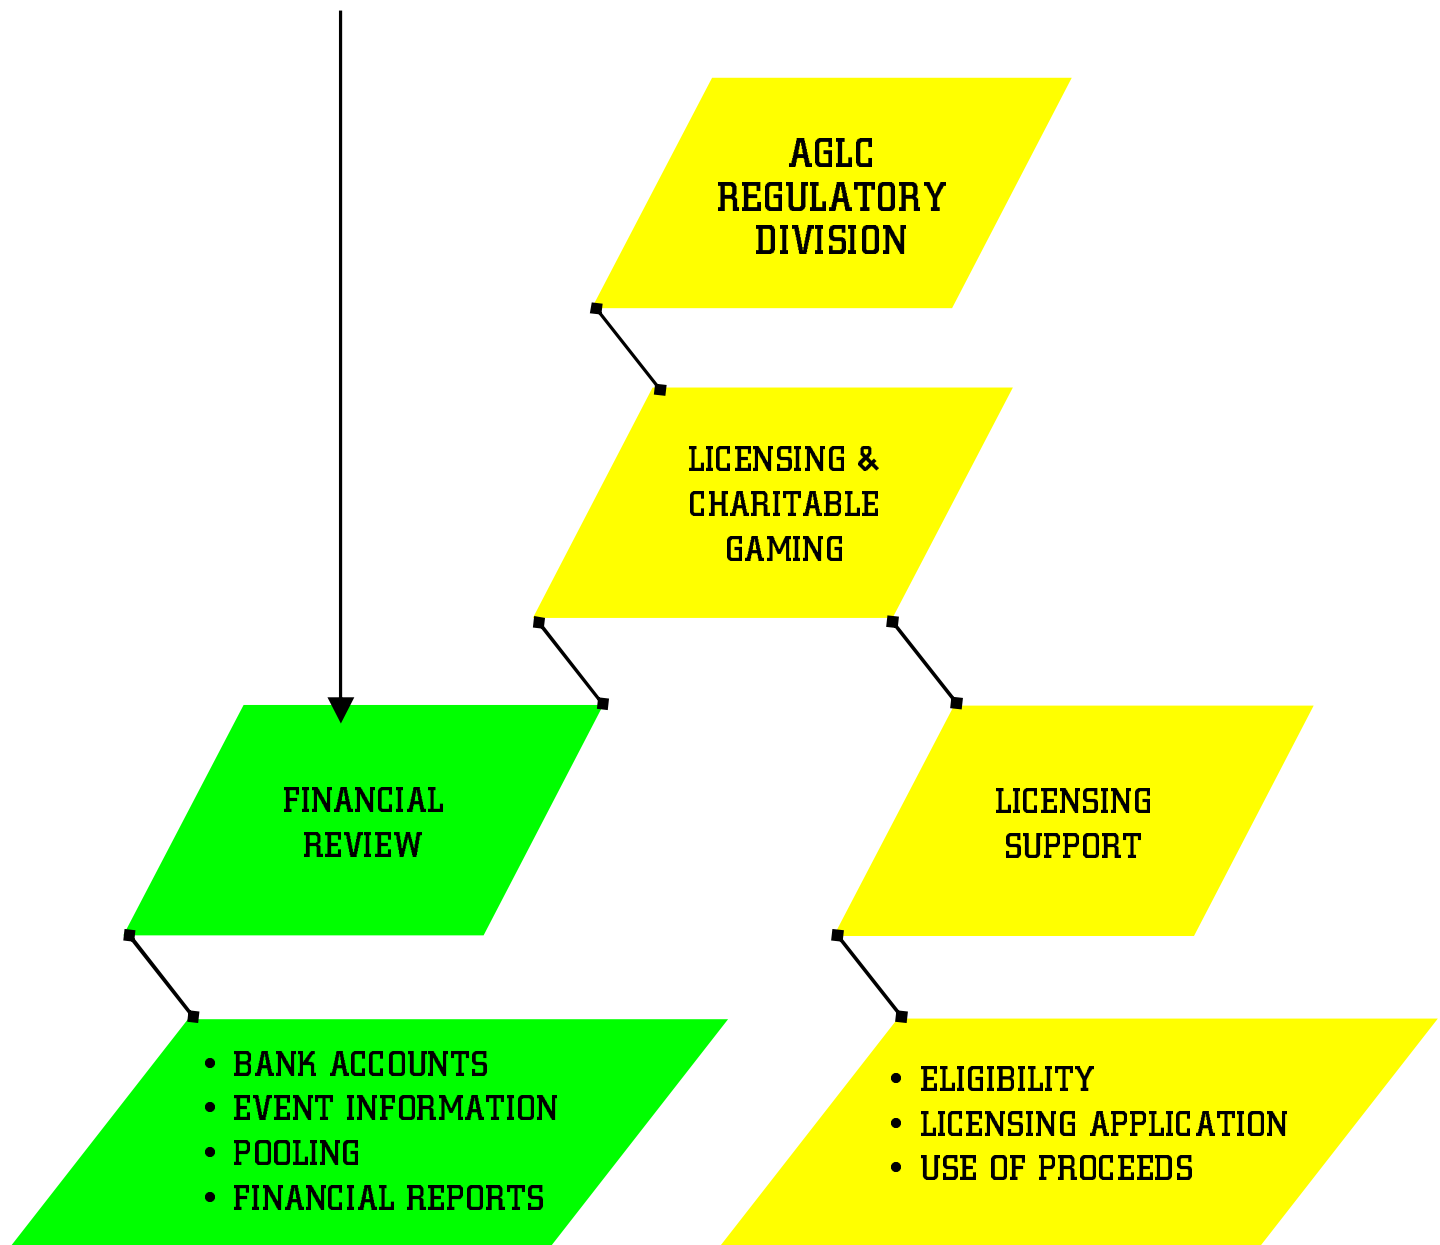 AGLC
REGULATORY
DIVISION
LICENSING &
CHARITABLE
GAMING
FINANCIAL
REVIEW
LICENSING
SUPPORT
• BANK ACCOUNTS
• EVENT INFORMATION
• POOLING
• FINANCIAL REPORTS
• ELIGIBILITY
• LICENSING APPLICATION
• USE OF PROCEEDS